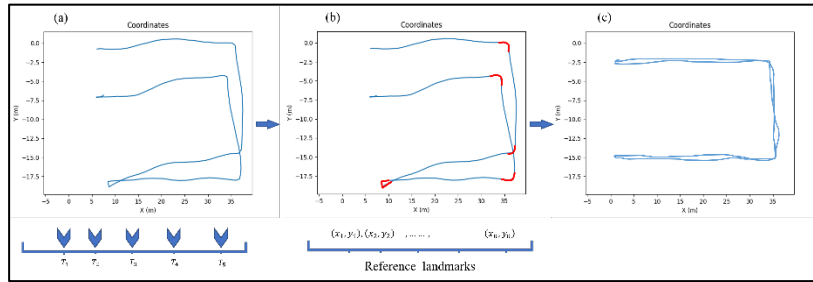 (a)
(b)
(c)
Coordinates
Coordinates
Coordinates
0.0
−2.5
−5.0
−7.5
−10.0
−12.5
−15.0
−17.5
Y (m)
−5 0 5 10 15 20 25 30 35
X (m)
0.0
−2.5
−5.0
−7.5
−10.0
−12.5
−15.0
−17.5
Y (m)
−5 0 5 10 15 20 25 30 35
X (m)
0.0
−2.5
−5.0
−7.5
−10.0
−12.5
−15.0
−17.5
Y (m)
−5 0 5 10 15 20 25 30 35
X (m)
T₁ T₂ T₃ T₄ T₅
(x₁, y₁), (x₂, y₂) , … … , (xₙ, yₙ)
Reference landmarks